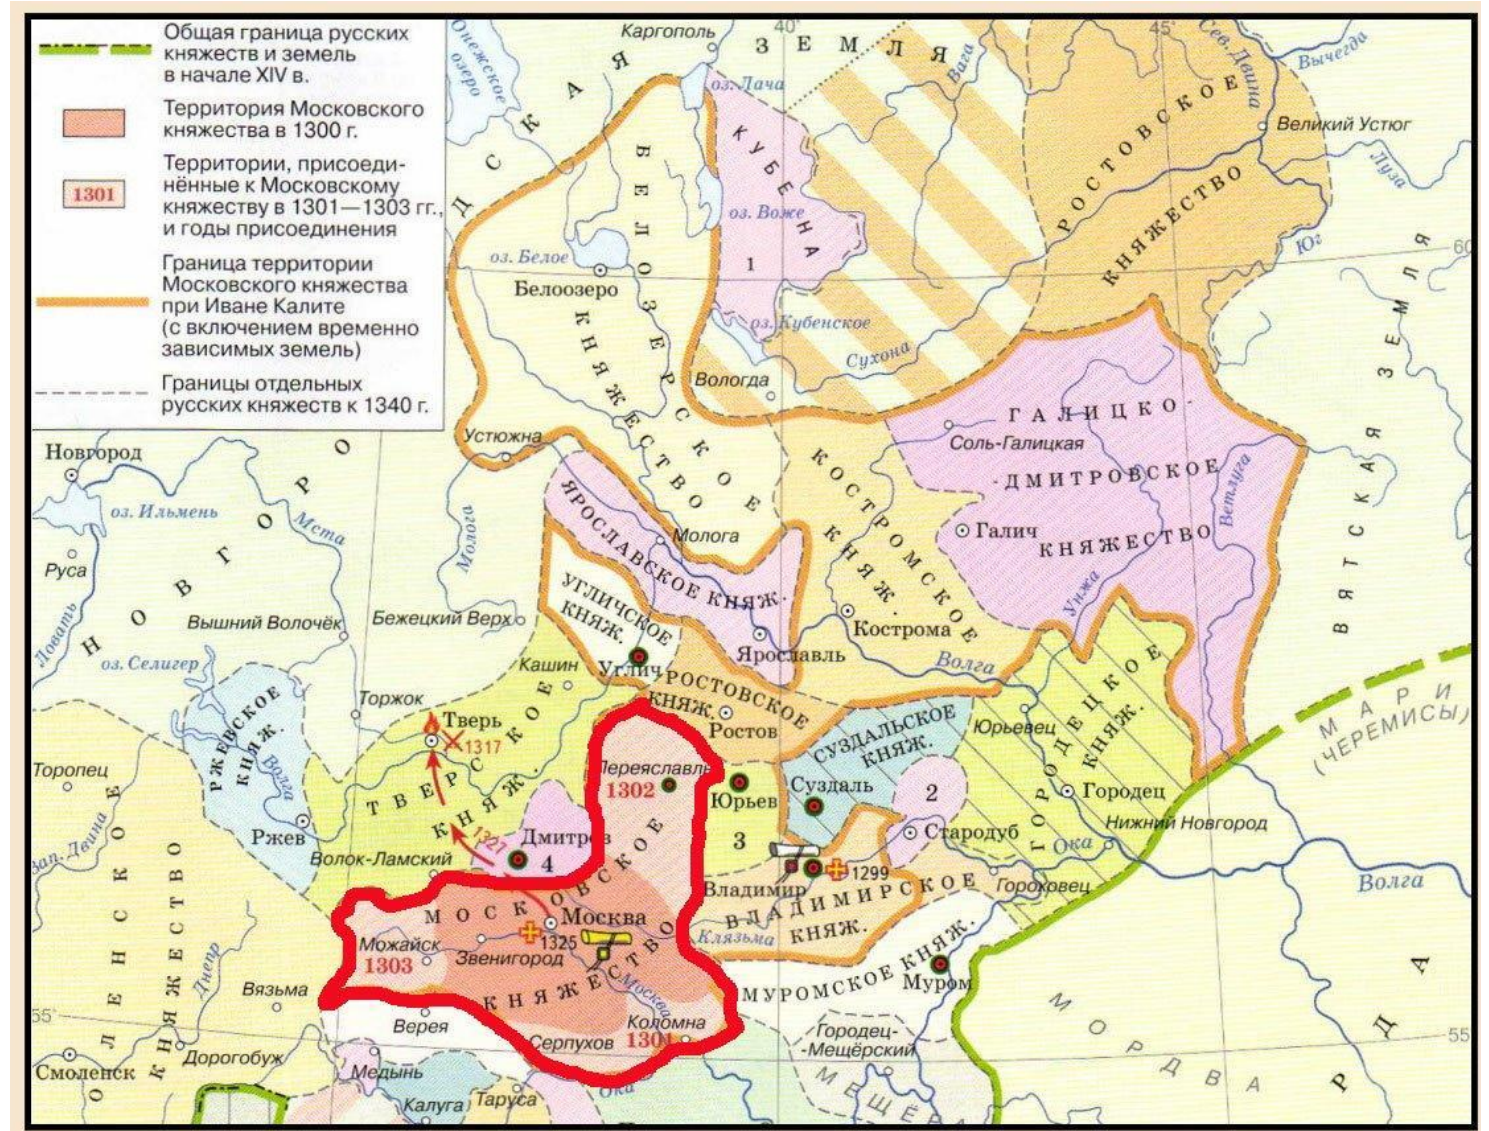 Общая граница русских
княжеств и земель
в начале XIV в.
Территория Московского
княжества в 1300 г.
Территории, присоеди-
нённые к Московскому
княжеству в 1301—1303 гг.,
и годы присоединения
1301
Граница территории
Московского княжества
при Иване Калите
(с включением временно
зависимых земель)
Границы отдельных
русских княжеств к 1340 г.
40°
45°
60
55°
55
Онежское
озеро
Каргополь
ЗЕМЛЯ
оз. Лача
Вага
Сев. Двина
Вычегда
Великий Устюг
Луза
Юг
РОСТОВСКОЕ
КНЯЖЕСТВО
КУБЕНА
1
оз. Воже
оз. Белое
Белоозеро
БЕЛОЗЕРСКОЕ
КНЯЖЕСТВО
оз. Кубенское
Сухона
Вологда
ГАЛИЦКО-
-ДМИТРОВСКОЕ
КНЯЖЕСТВО
Соль-Галицкая
Галич
Ветлуга
Унжа
ВЯТСКАЯ ЗЕМЛЯ
Новгород
НОВГОРОДСКАЯ
оз. Ильмень
Мста
Руса
Ловать
Устюжна
Молога
Молога
ЯРОСЛАВСКОЕ КНЯЖ.
Ярославль
КОСТРОМСКОЕ
КНЯЖ.
Кострома
Волга
УГЛИЧСКОЕ
КНЯЖ.
Углич
Вышний Волочёк
Бежецкий Верх
оз. Селигер
Торжок
Кашин
РОСТОВСКОЕ
КНЯЖ.
Ростов
Тверь
1317
ТВЕРСКОЕ
КНЯЖ.
1327
РЖЕВСКОЕ
КНЯЖ.
Волга
Ржев
Торопец
Зап. Двина
Переяславль
1302
Юрьев
3
СУЗДАЛЬСКОЕ
КНЯЖ.
Суздаль
2
Стародуб
Юрьевец
ГОРОДЕЦКОЕ
КНЯЖ.
Городец
Нижний Новгород
Ока
Гороховец
Волга
МАРИ
(ЧЕРЕМИСЫ)
Дмитров
4
Волок-Ламский
Владимир
1299
ВЛАДИМИРСКОЕ
КНЯЖ.
Клязьма
МОСКОВСКОЕ
КНЯЖЕСТВО
Москва
1325
Можайск
1303
Звенигород
Москва
Коломна
1301
Серпухов
Верея
МУРОМСКОЕ КНЯЖ.
Муром
Городец-
-Мещёрский
МЕЩЁРА
МОРДВА
ОРДА
СМОЛЕНСКОЕ
КНЯЖЕСТВО
Днепр
Вязьма
Дорогобуж
Смоленск
Медынь
Калуга
Таруса
Ока